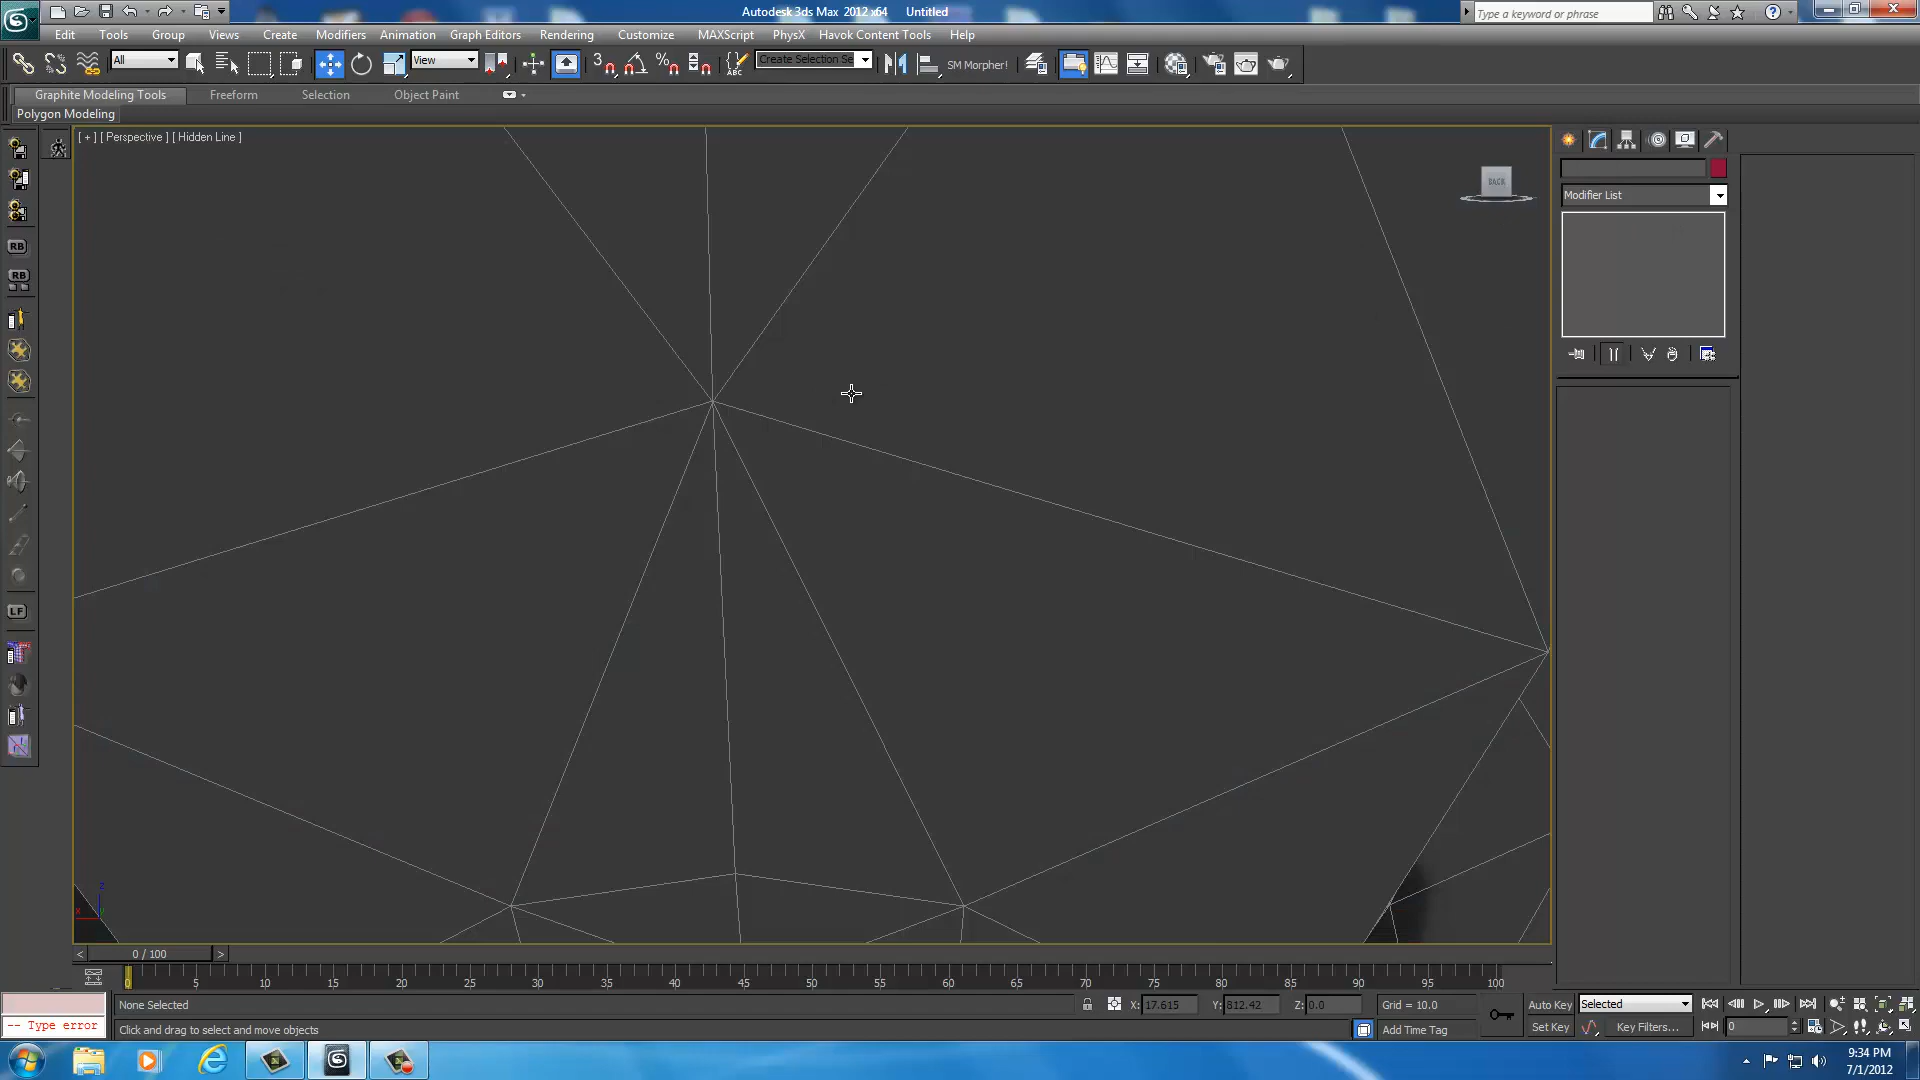 Autodesk 3ds Max 2012 x64 Untitled
Type a keyword or phrase
Edit Tools Group Views Create Modifiers Animation Graph Editors Rendering Customize MAXScript PhysX Havok Content Tools Help
All View 3 % ABC Create Selection Se SM Morpher!
Graphite Modeling Tools Freeform Selection Object Paint
Polygon Modeling
[ + ] [ Perspective ] [ Hidden Line ]
BACK
Modifier List
RB
RB
LF
z
x
< 0 / 100 >
0 5 10 15 20 25 30 35 40 45 50 55 60 65 70 75 80 85 90 95 100
None Selected X: 17.615 Y: 812.42 Z: 0.0 Grid = 10.0 Auto Key Selected
-- Type error Click and drag to select and move objects Add Time Tag Set Key Key Filters... 0
9:34 PM
7/1/2012